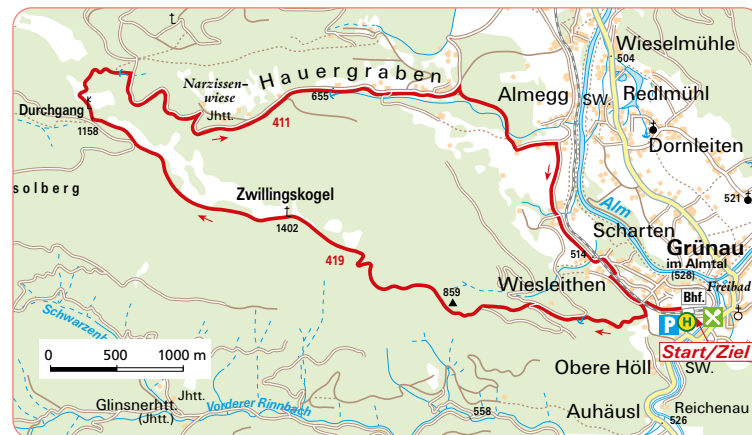 Wieselmühle
504
Hauergraben
Narzissen-
wiese
Jhtt.
655
Almegg
SW.
Redlmühl
Durchgang
1158
411
Dornleiten
solberg
Zwillingskogel
1402
521
Alm
Scharten
Grünau
im Almtal
(528)
514
419
Wiesleithen
859
Freibad
Bhf.
P
H
Start/Ziel
Schwarzenb
0 500 1000 m
Obere Höll
SW.
Glinsnerhtt.
(Jhtt.)
Jhtt.
Vorderer Rinnbach
558
Auhäusl
Reichenau
526